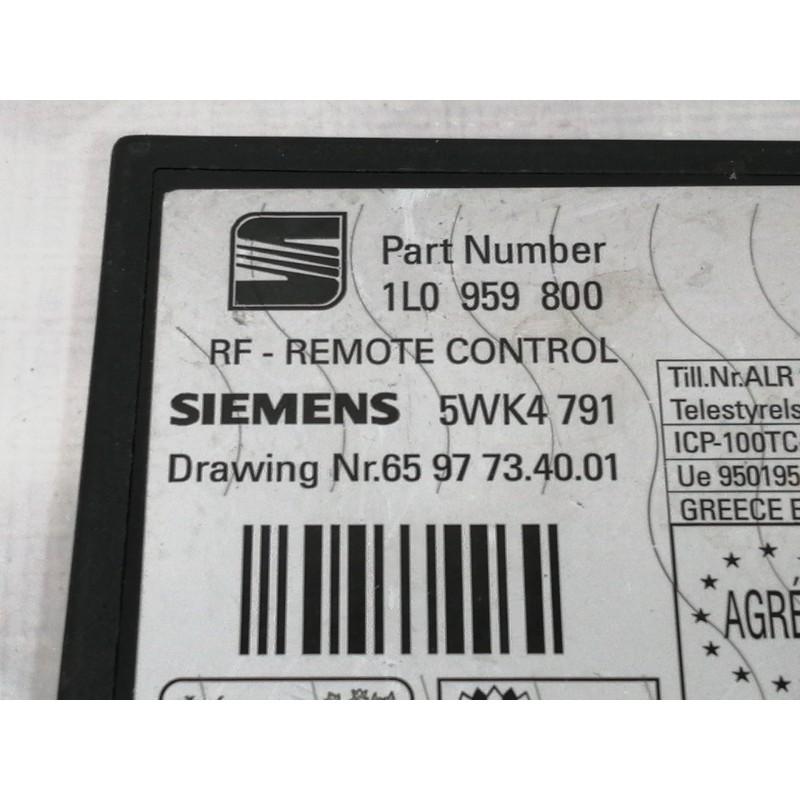 Part Number
1L0 959 800
RF - REMOTE CONTROL
SIEMENS 5WK4 791
Drawing Nr.65 97 73.40.01
Till.Nr.ALR
Telestyrels
ICP-100TC
Ue 950195
GREECE E
AGRÉ